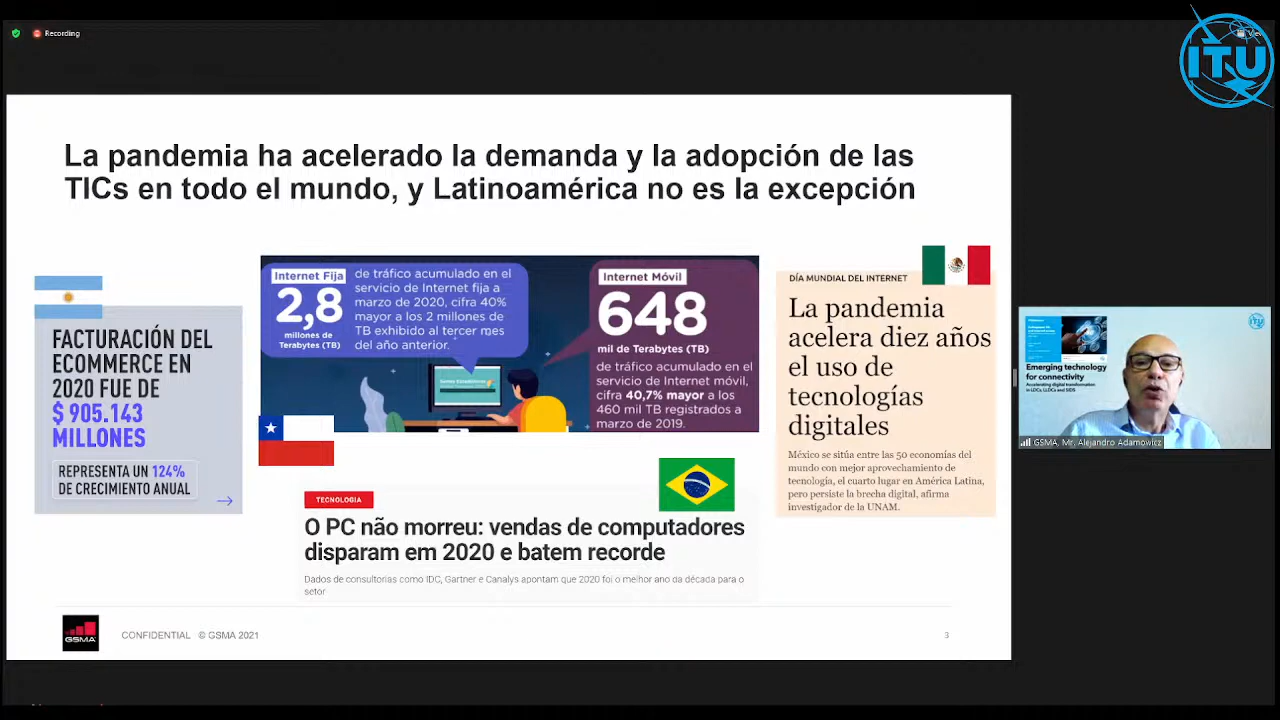 Recording
ITU
La pandemia ha acelerado la demanda y la adopción de las
TICs en todo el mundo, y Latinoamérica no es la excepción
FACTURACIÓN DEL
ECOMMERCE EN
2020 FUE DE
$ 905.143
MILLONES
REPRESENTA UN 124%
DE CRECIMIENTO ANUAL
Internet Fija
2,8
millones de
Terabytes (TB)
de tráfico acumulado en el
servicio de Internet fija a
marzo de 2020, cifra 40%
mayor a los 2 millones de
TB exhibido al tercer mes
del año anterior.
Internet Móvil
648
mil de Terabytes (TB)
de tráfico acumulado en el
servicio de Internet móvil,
cifra 40,7% mayor a los
460 mil TB registrados a
marzo de 2019.
DÍA MUNDIAL DEL INTERNET
La pandemia
acelera diez años
el uso de
tecnologías
digitales
México se sitúa entre las 50 economías del
mundo con mejor aprovechamiento de
tecnología, el cuarto lugar en América Latina,
pero persiste la brecha digital, afirma
investigador de la UNAM.
TECNOLOGIA
O PC não morreu: vendas de computadores
disparam em 2020 e batem recorde
Dados de consultorias como IDC, Gartner e Canalys apontam que 2020 foi o melhor ano da década para o
setor
GSMA
CONFIDENTIAL © GSMA 2021
3
Emerging technology
for connectivity
Accelerating digital transformation
in LDCs, LLDCs and SIDS
GSMA, Mr. Alejandro Adamowicz